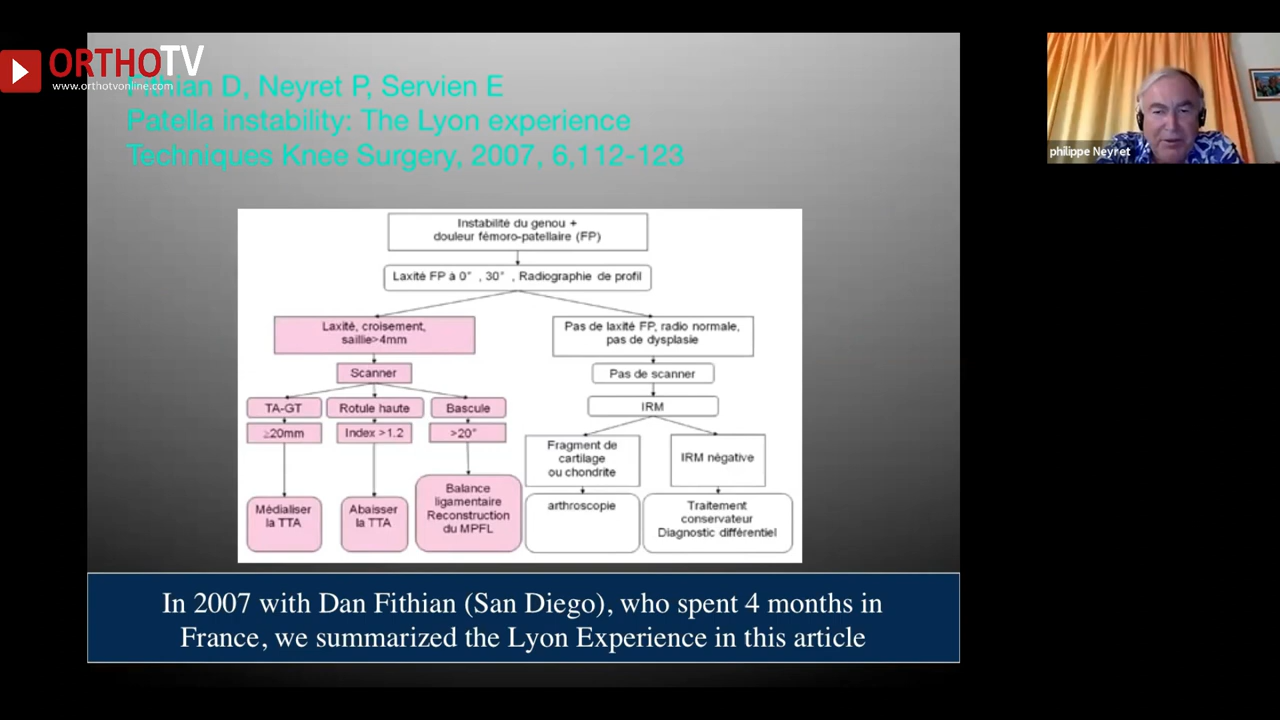 ORTHOTV
www.orthotvonline.com
Fithian D, Neyret P, Servien E
Patella instability: The Lyon experience
Techniques Knee Surgery, 2007, 6,112-123
philippe Neyret
Instabilité du genou +
douleur fémoro-patellaire (FP)
Laxité FP à 0° , 30° , Radiographie de profil
Laxité, croisement,
saillie>4mm
Pas de laxité FP, radio normale,
pas de dysplasie
Scanner
Pas de scanner
TA-GT
Rotule haute
Bascule
IRM
≥20mm
Index >1.2
>20°
Fragment de
cartilage
ou chondrite
IRM négative
Médialiser
la TTA
Abaisser
la TTA
Balance
ligamentaire
Reconstruction
du MPFL
arthroscopie
Traitement
conservateur
Diagnostic différentiel
In 2007 with Dan Fithian (San Diego), who spent 4 months in
France, we summarized the Lyon Experience in this article